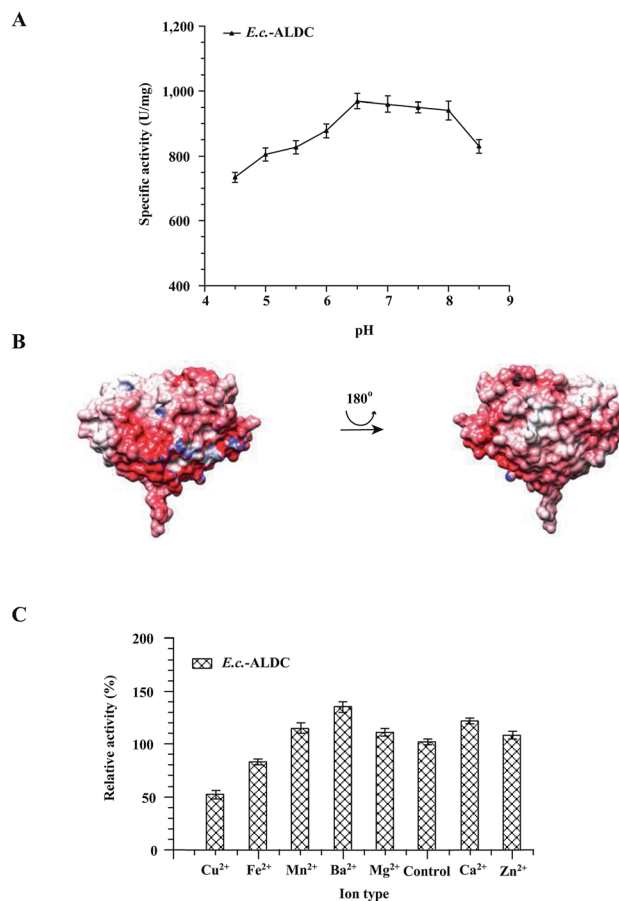 A
E.c.-ALDC
Specific activity (U/mg)
1,200
1,000
800
600
400
4 5 6 7 8 9
pH
B
180°
C
E.c.-ALDC
Relative activity (%)
200
150
100
50
0
Cu²⁺ Fe²⁺ Mn²⁺ Ba²⁺ Mg²⁺ Control Ca²⁺ Zn²⁺
Ion type